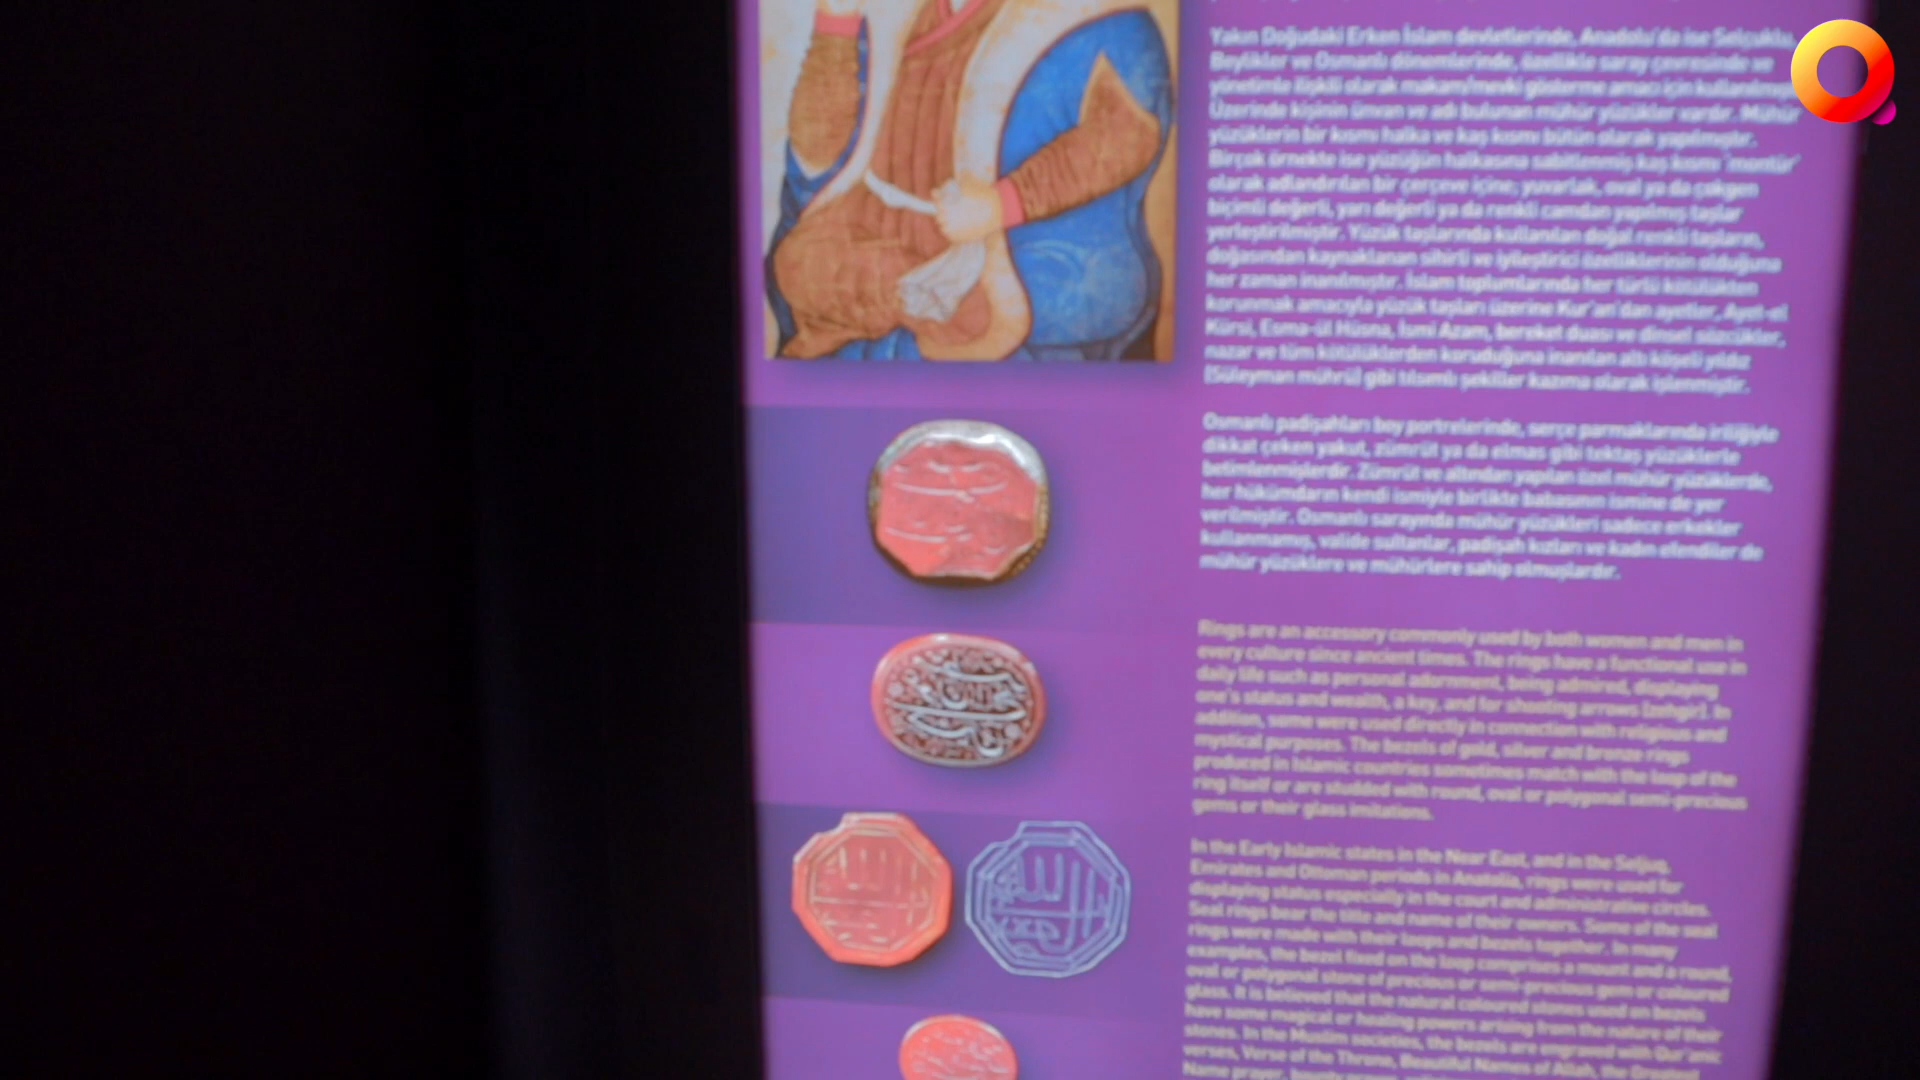 Yakın Doğudaki Erken İslam devletlerinde, Anadolu'da ise Selçuklu,
Beylikler ve Osmanlı dönemlerinde, özellikle saray çevresinde ve
yönetimle ilişkili olarak makam/mevki gösterme amacı için kullanılmıştır.
Üzerinde kişinin ünvan ve adı bulunan mühür yüzükler vardır. Mühür
yüzüklerin bir kısmı halka ve kaş kısmı bütün olarak yapılmıştır.
Birçok örnekte ise yüzüğün halkasına sabitlenmiş kaş kısmı 'montür'
olarak adlandırılan bir çerçeve içine; yuvarlak, oval ya da çokgen
biçimli değerli, yarı değerli ya da renkli camdan yapılmış taşlar
yerleştirilmiştir. Yüzük taşlarında kullanılan doğal renkli taşların,
doğasından kaynaklanan sihirli ve iyileştirici özelliklerinin olduğuna
her zaman inanılmıştır. İslam toplumlarında her türlü kötülükten
korunmak amacıyla yüzük taşları üzerine Kur'an'dan ayetler, Ayet-el
Kürsi, Esma-ül Hüsna, İsmi Azam, bereket duası ve dinsel sözcükler,
nazar ve tüm kötülüklerden koruduğuna inanılan altı köşeli yıldız
(Süleyman mührü) gibi tılsımlı şekiller kazıma olarak işlenmiştir.
Osmanlı padişahları boy portrelerinde, serçe parmaklarında iriliğiyle
dikkat çeken yakut, zümrüt ya da elmas gibi tektaş yüzüklerle
betimlenmişlerdir. Zümrüt ve altından yapılan özel mühür yüzüklerde,
her hükümdarın kendi ismiyle birlikte babasının ismine de yer
verilmiştir. Osmanlı sarayında mühür yüzükleri sadece erkekler
kullanmamış, valide sultanlar, padişah kızları ve kadın efendiler de
mühür yüzüklere ve mühürlere sahip olmuşlardır.
Rings are an accessory commonly used by both women and men in
every culture since ancient times. The rings have a functional use in
daily life such as personal adornment, being admired, displaying
one's status and wealth, a key, and for shooting arrows (zehgir). In
addition, some were used directly in connection with religious and
mystical purposes. The bezels of gold, silver and bronze rings
produced in Islamic countries sometimes match with the loop of the
ring itself or are studded with round, oval or polygonal semi-precious
gems or their glass imitations.
In the Early Islamic states in the Near East, and in the Seljuq,
Emirates and Ottoman periods in Anatolia, rings were used for
displaying status especially in the court and administrative circles.
Seal rings bear the title and name of their owners. Some of the seal
rings were made with their loops and bezels together. In many
examples, the bezel fixed on the loop comprises a mount and a round,
oval or polygonal stone of precious or semi-precious gem or coloured
glass. It is believed that the natural coloured stones used on bezels
have some magical or healing powers arising from the nature of their
stones. In the Muslim societies, the bezels are engraved with Qur'anic
verses, Verse of the Throne, Beautiful Names of Allah, the Greatest
Name prayer,